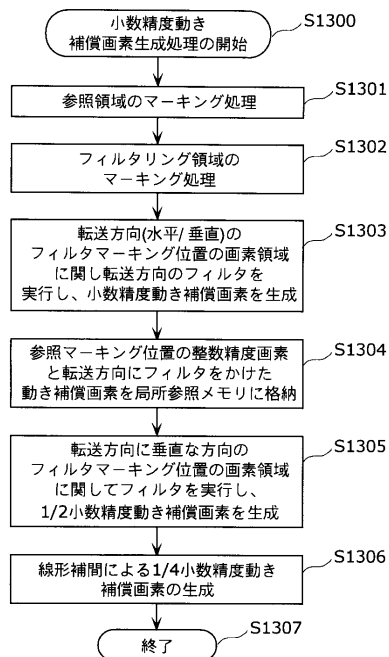 小数精度動き
補償画素生成処理の開始
S1300
参照領域のマーキング処理
S1301
フィルタリング領域の
マーキング処理
S1302
転送方向(水平/垂直)の
フィルタマーキング位置の画素領域
に関し転送方向のフィルタを
実行し、小数精度動き補償画素を生成
S1303
参照マーキング位置の整数精度画素
と転送方向にフィルタをかけた
動き補償画素を局所参照メモリに格納
S1304
転送方向に垂直な方向の
フィルタマーキング位置の画素領域
に関してフィルタを実行し、
1/2小数精度動き補償画素を生成
S1305
線形補間による1/4小数精度動き
補償画素の生成
S1306
終了
S1307